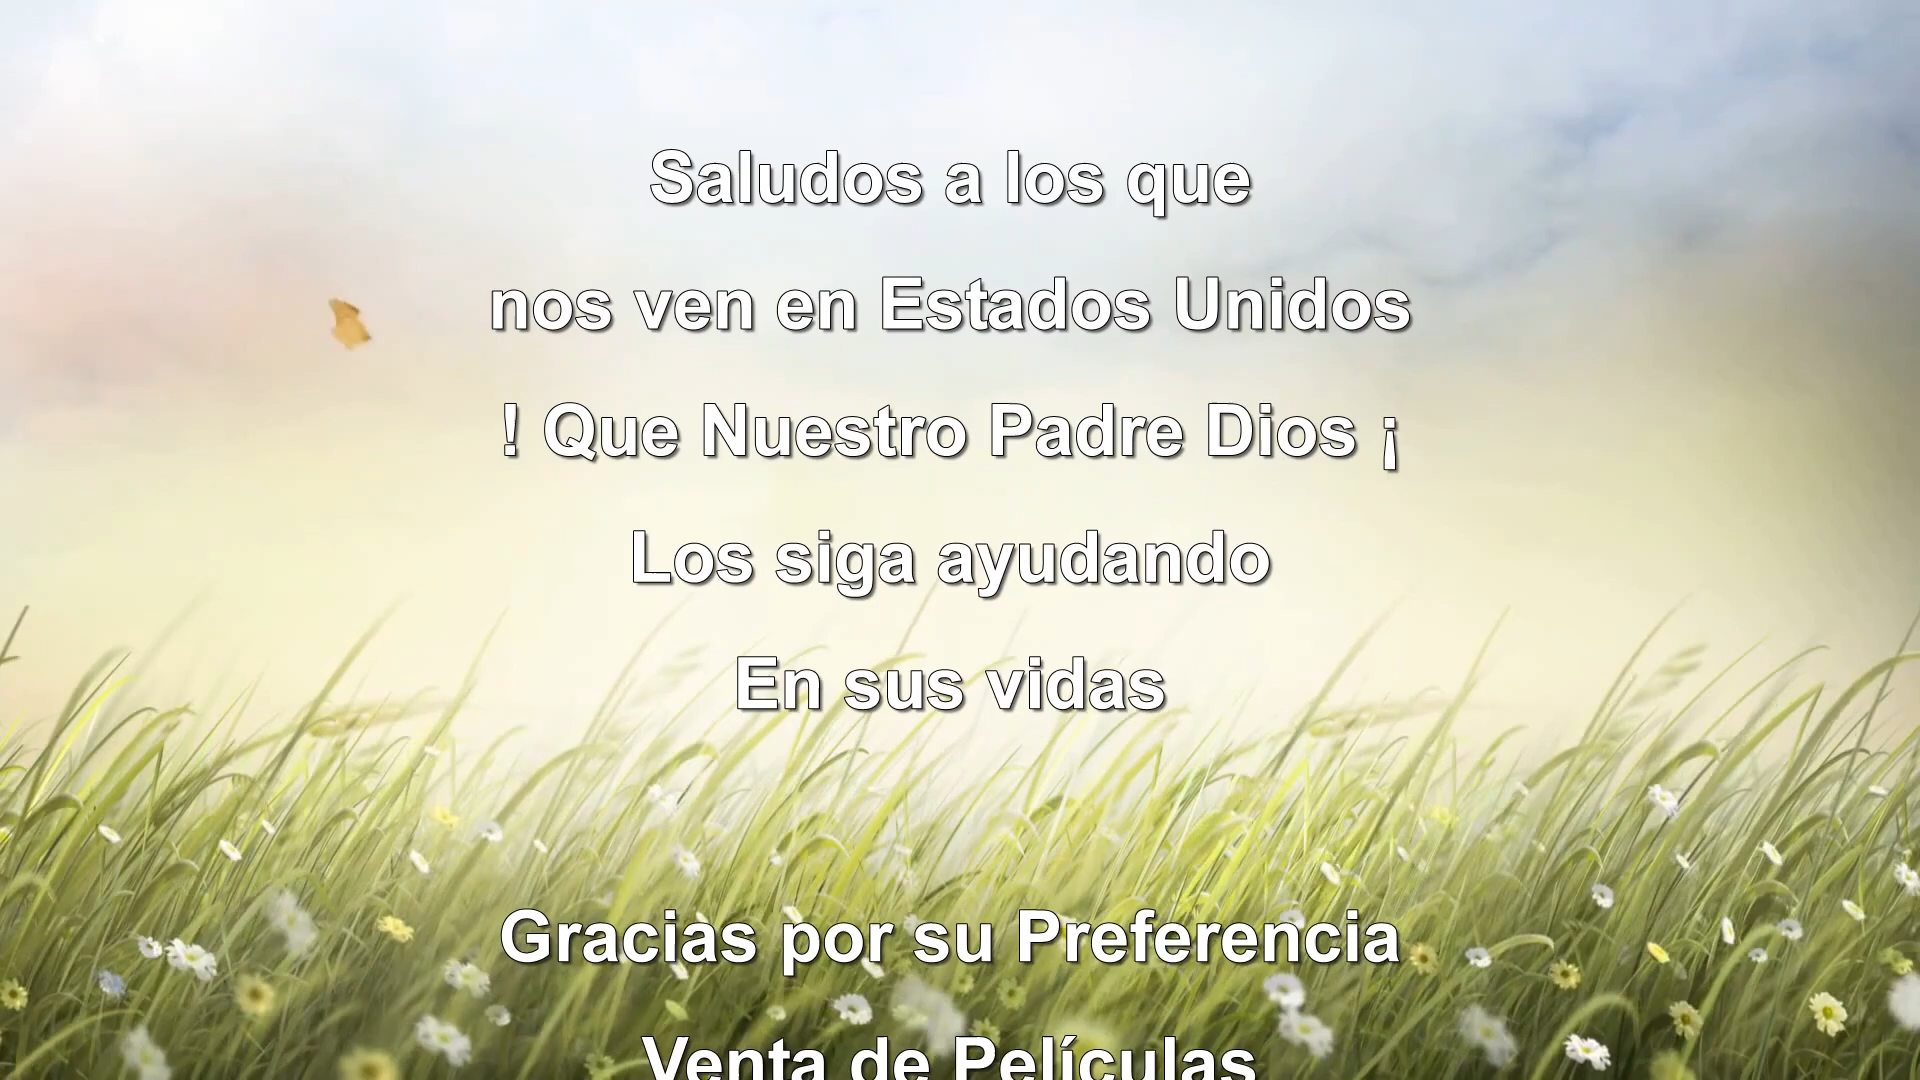 Saludos a los que
nos ven en Estados Unidos
! Que Nuestro Padre Dios ¡
Los siga ayudando
En sus vidas
Gracias por su Preferencia
Venta de Películas